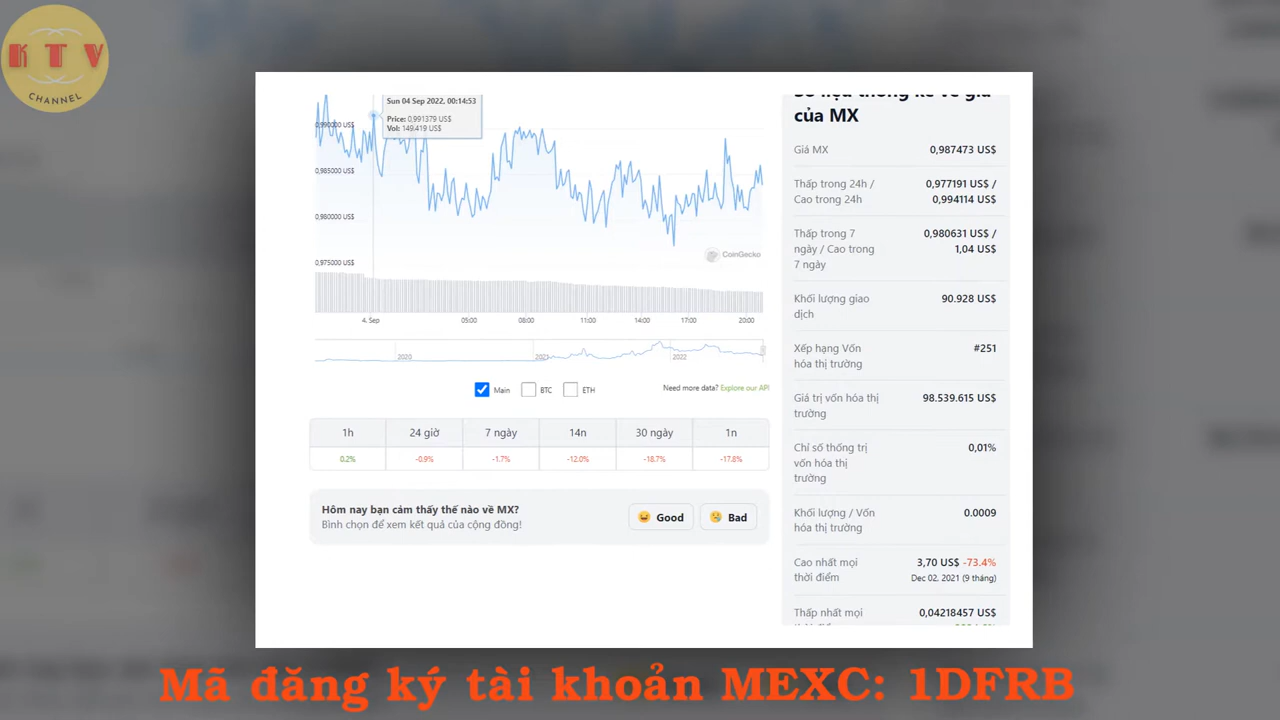 KTV
CHANNEL
Sun 04 Sep 2022, 00:14:53
Price: 0,991379 US$
Vol: 149.419 US$
0,990000 US$
0,985000 US$
0,980000 US$
0,975000 US$
CoinGecko
4. Sep 05:00 08:00 11:00 14:00 17:00 20:00
2020 2021 2022
Main BTC ETH Need more data? Explore our API
1h 24 giờ 7 ngày 14n 30 ngày 1n
0.2% -0.9% -1.7% -12.0% -18.7% -17.8%
Hôm nay bạn cảm thấy thế nào về MX?
Bình chọn để xem kết quả của cộng đồng!
Good Bad
Số liệu thống kê về giá
của MX
Giá MX 0,987473 US$
Thấp trong 24h / 0,977191 US$ /
Cao trong 24h 0,994114 US$
Thấp trong 7 0,980631 US$ /
ngày / Cao trong 1,04 US$
7 ngày
Khối lượng giao 90.928 US$
dịch
Xếp hạng Vốn #251
hóa thị trường
Giá trị vốn hóa thị 98.539.615 US$
trường
Chỉ số thống trị 0,01%
vốn hóa thị
trường
Khối lượng / Vốn 0.0009
hóa thị trường
Cao nhất mọi 3,70 US$ -73.4%
thời điểm Dec 02, 2021 (9 tháng)
Thấp nhất mọi 0,04218457 US$
Mã đăng ký tài khoản MEXC: 1DFRB